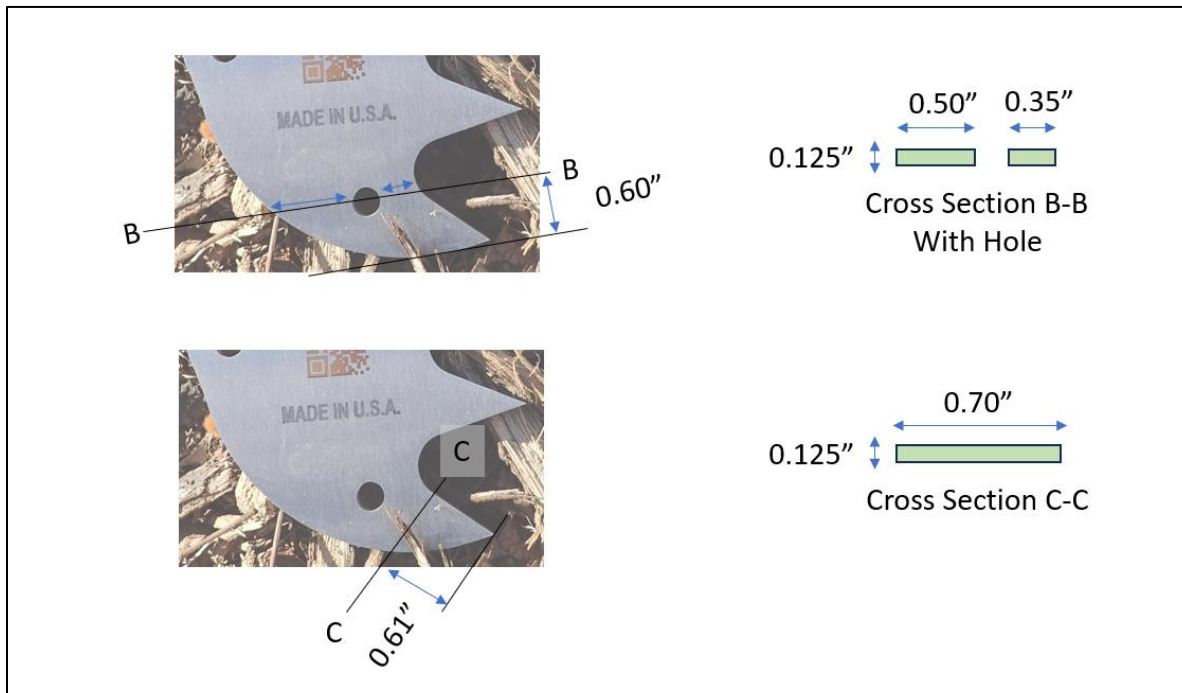 MADE IN U.S.A.
B
B
0.60”
0.50”
0.35”
0.125”
Cross Section B-B
With Hole
MADE IN U.S.A.
C
C
0.61”
0.70”
0.125”
Cross Section C-C